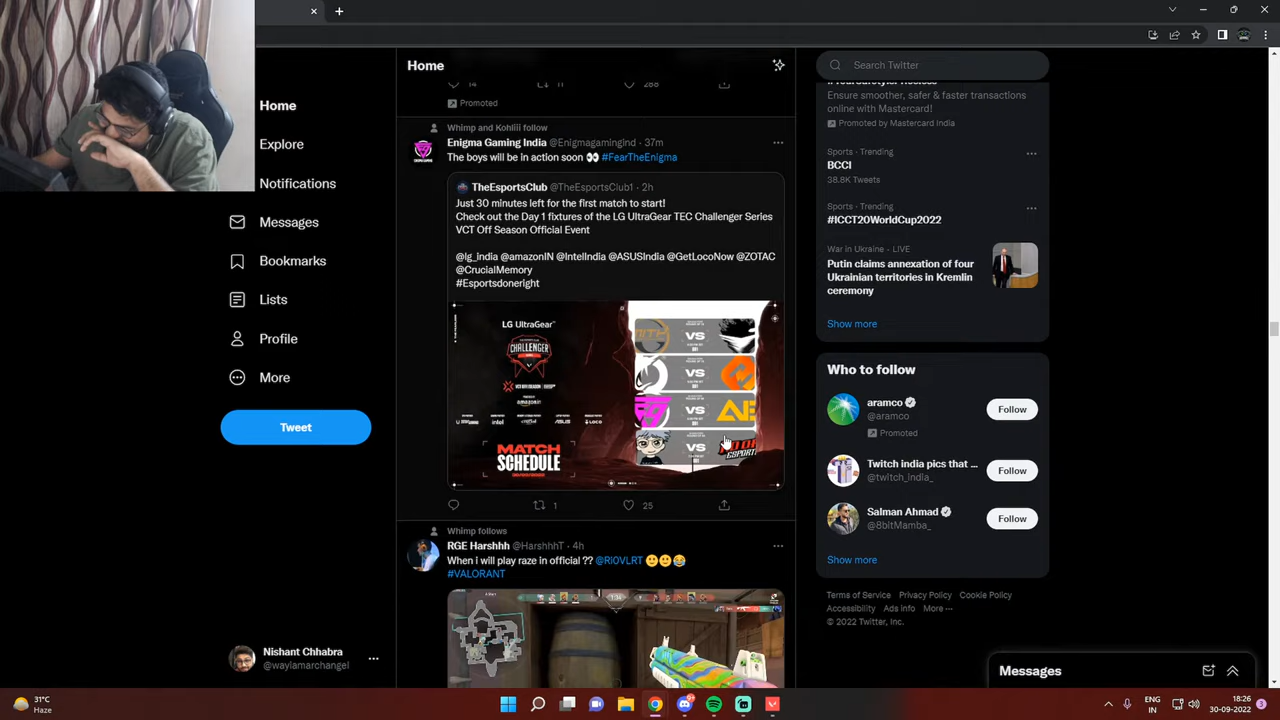 Home
Explore
Notifications
Messages
Bookmarks
Lists
Profile
More
Tweet
Nishant Chhabra
@waylamarchangel
Home
14
11
288
Promoted
Whimp and Kohliii follow
Enigma Gaming India @Enigmagamingind · 37m
The boys will be in action soon 👀 #FearTheEnigma
TheEsportsClub @TheEsportsClub1 · 2h
Just 30 minutes left for the first match to start!
Check out the Day 1 fixtures of the LG UltraGear TEC Challenger Series
VCT Off Season Official Event
@lg_india @amazonIN @IntelIndia @ASUSIndia @GetLocoNow @ZOTAC
@CrucialMemory
#Esportsdoneright
LG UltraGear
CHALLENGER
MATCH
SCHEDULE
VS
VS
VS
VS
1
25
Whimp follows
RGE Harshhh @HarshhhT · 4h
When i will play raze in official ?? @RI0VLRT 🙂🙂😂
#VALORANT
Search Twitter
Ensure smoother, safer & faster transactions
online with Mastercard!
Promoted by Mastercard India
Sports · Trending
BCCI
38.8K Tweets
Sports · Trending
#ICCT20WorldCup2022
War in Ukraine · LIVE
Putin claims annexation of four
Ukrainian territories in Kremlin
ceremony
Show more
Who to follow
aramco
@aramco
Promoted
Follow
Twitch india pics that ...
@twitch_india_
Follow
Salman Ahmad
@8bitMamba_
Follow
Show more
Terms of Service Privacy Policy Cookie Policy
Accessibility Ads info More ···
© 2022 Twitter, Inc.
Messages
31°C
Haze
ENG
IN
18:26
30-09-2022
3